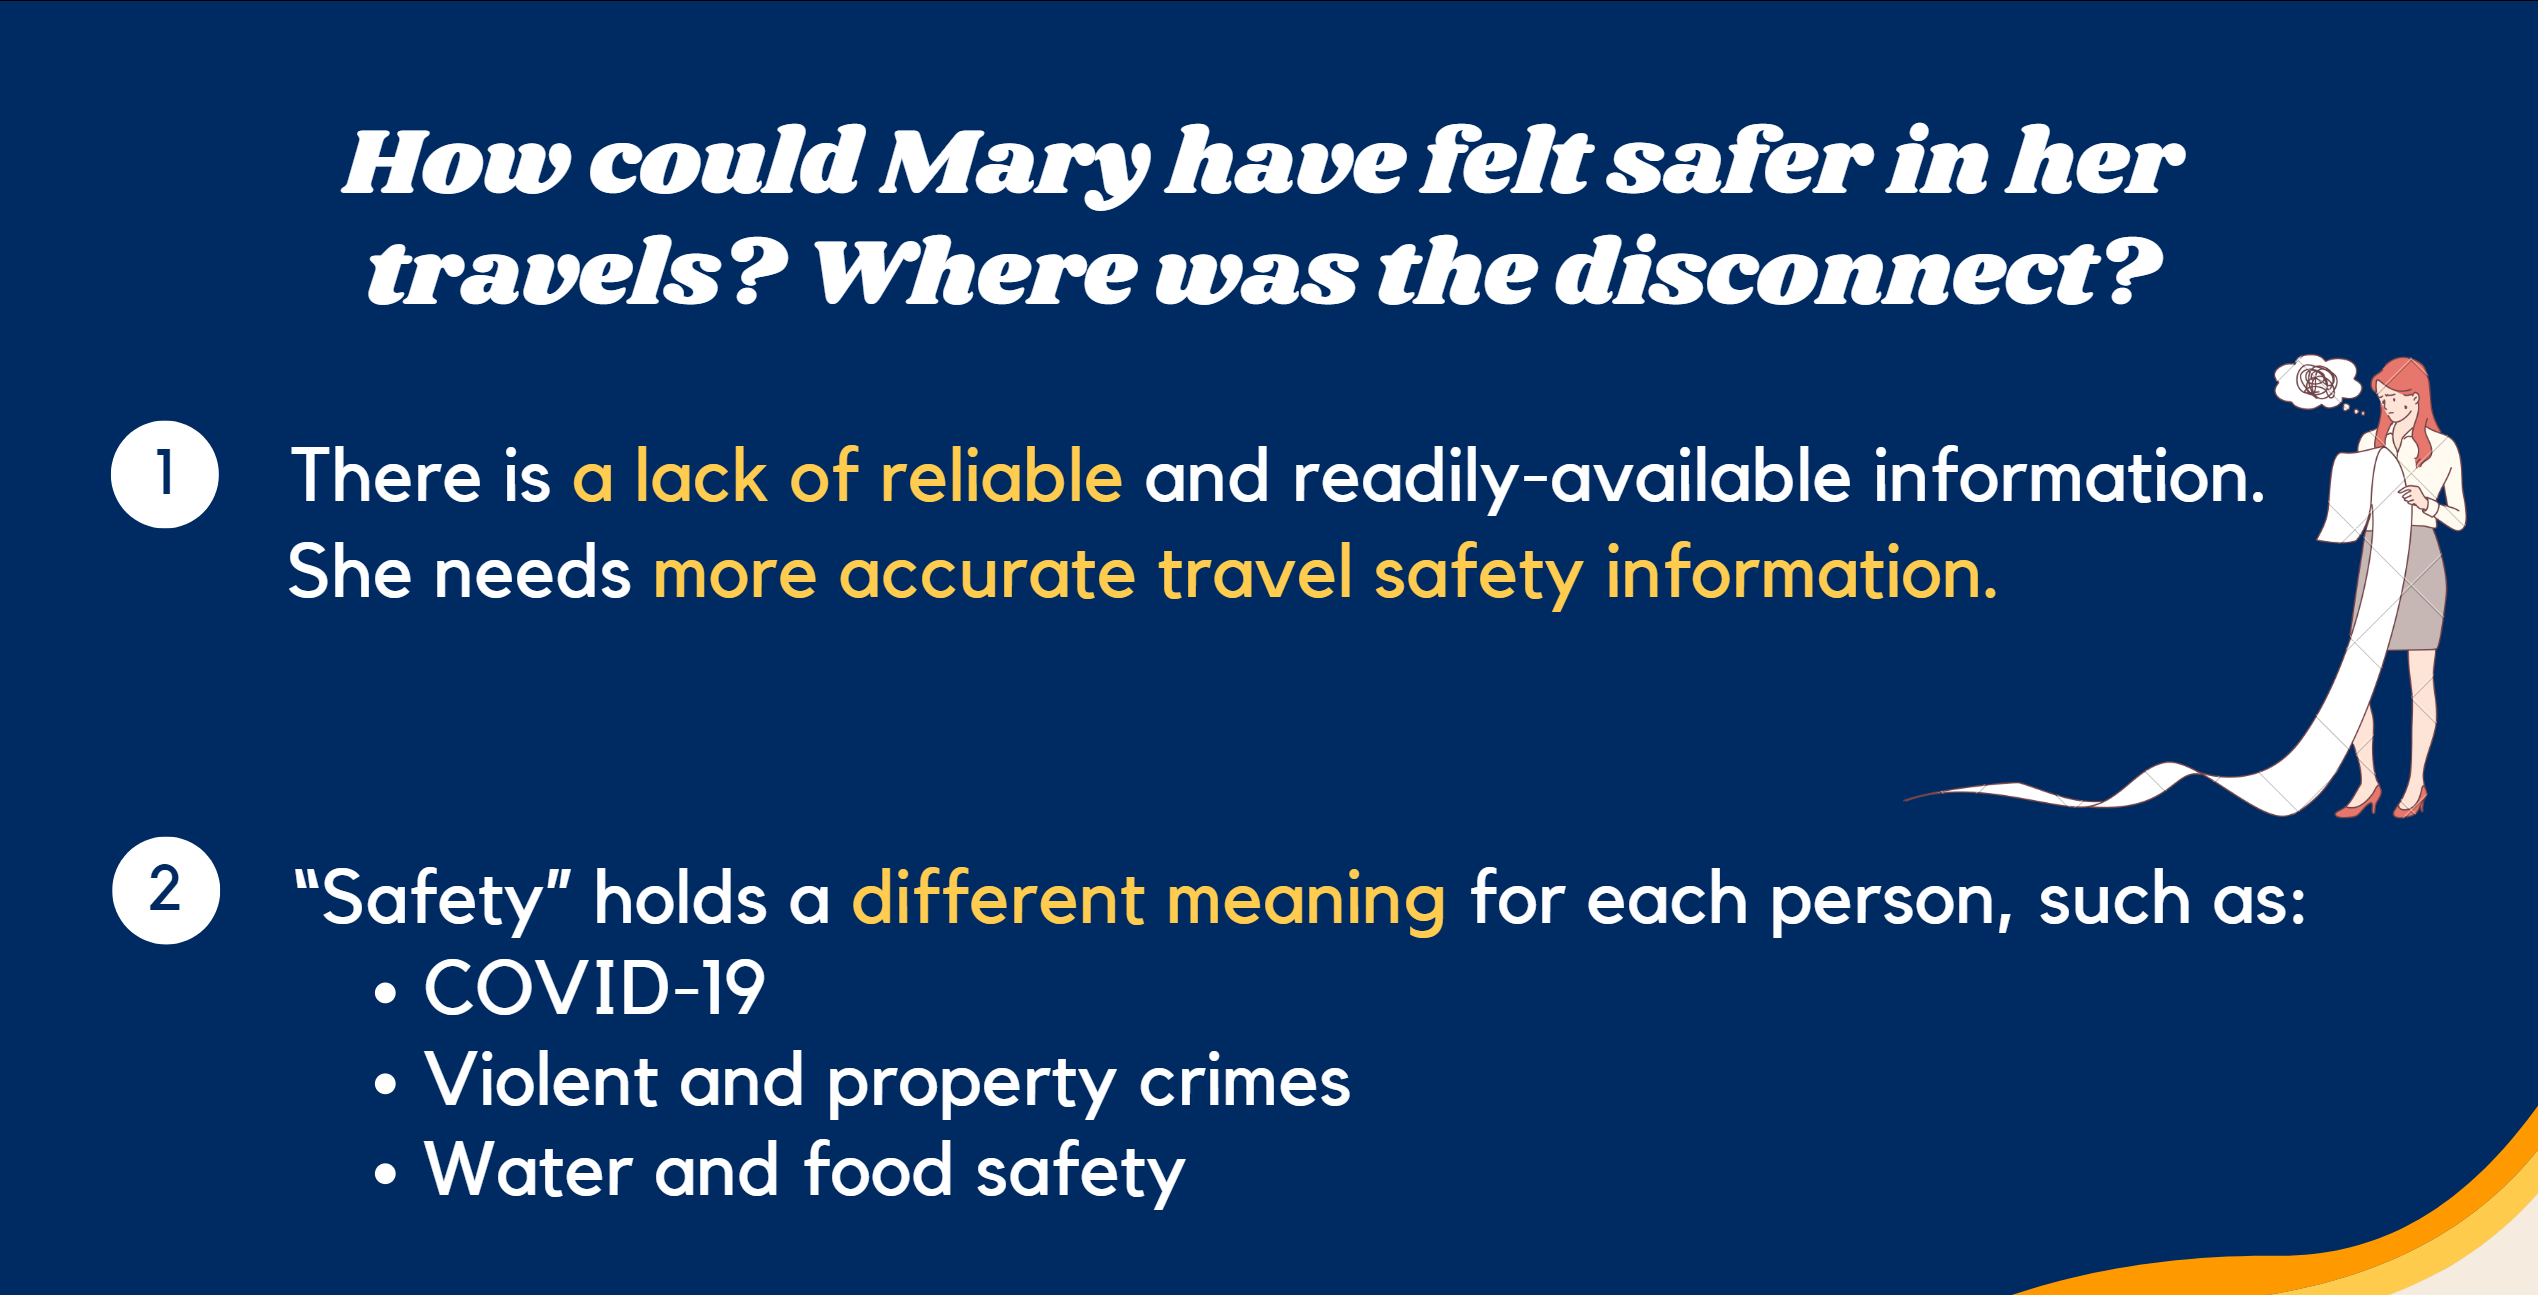 How could Mary have felt safer in her
travels? Where was the disconnect?
1
There is a lack of reliable and readily-available information.
She needs more accurate travel safety information.
2
“Safety” holds a different meaning for each person, such as:
• COVID-19
• Violent and property crimes
• Water and food safety